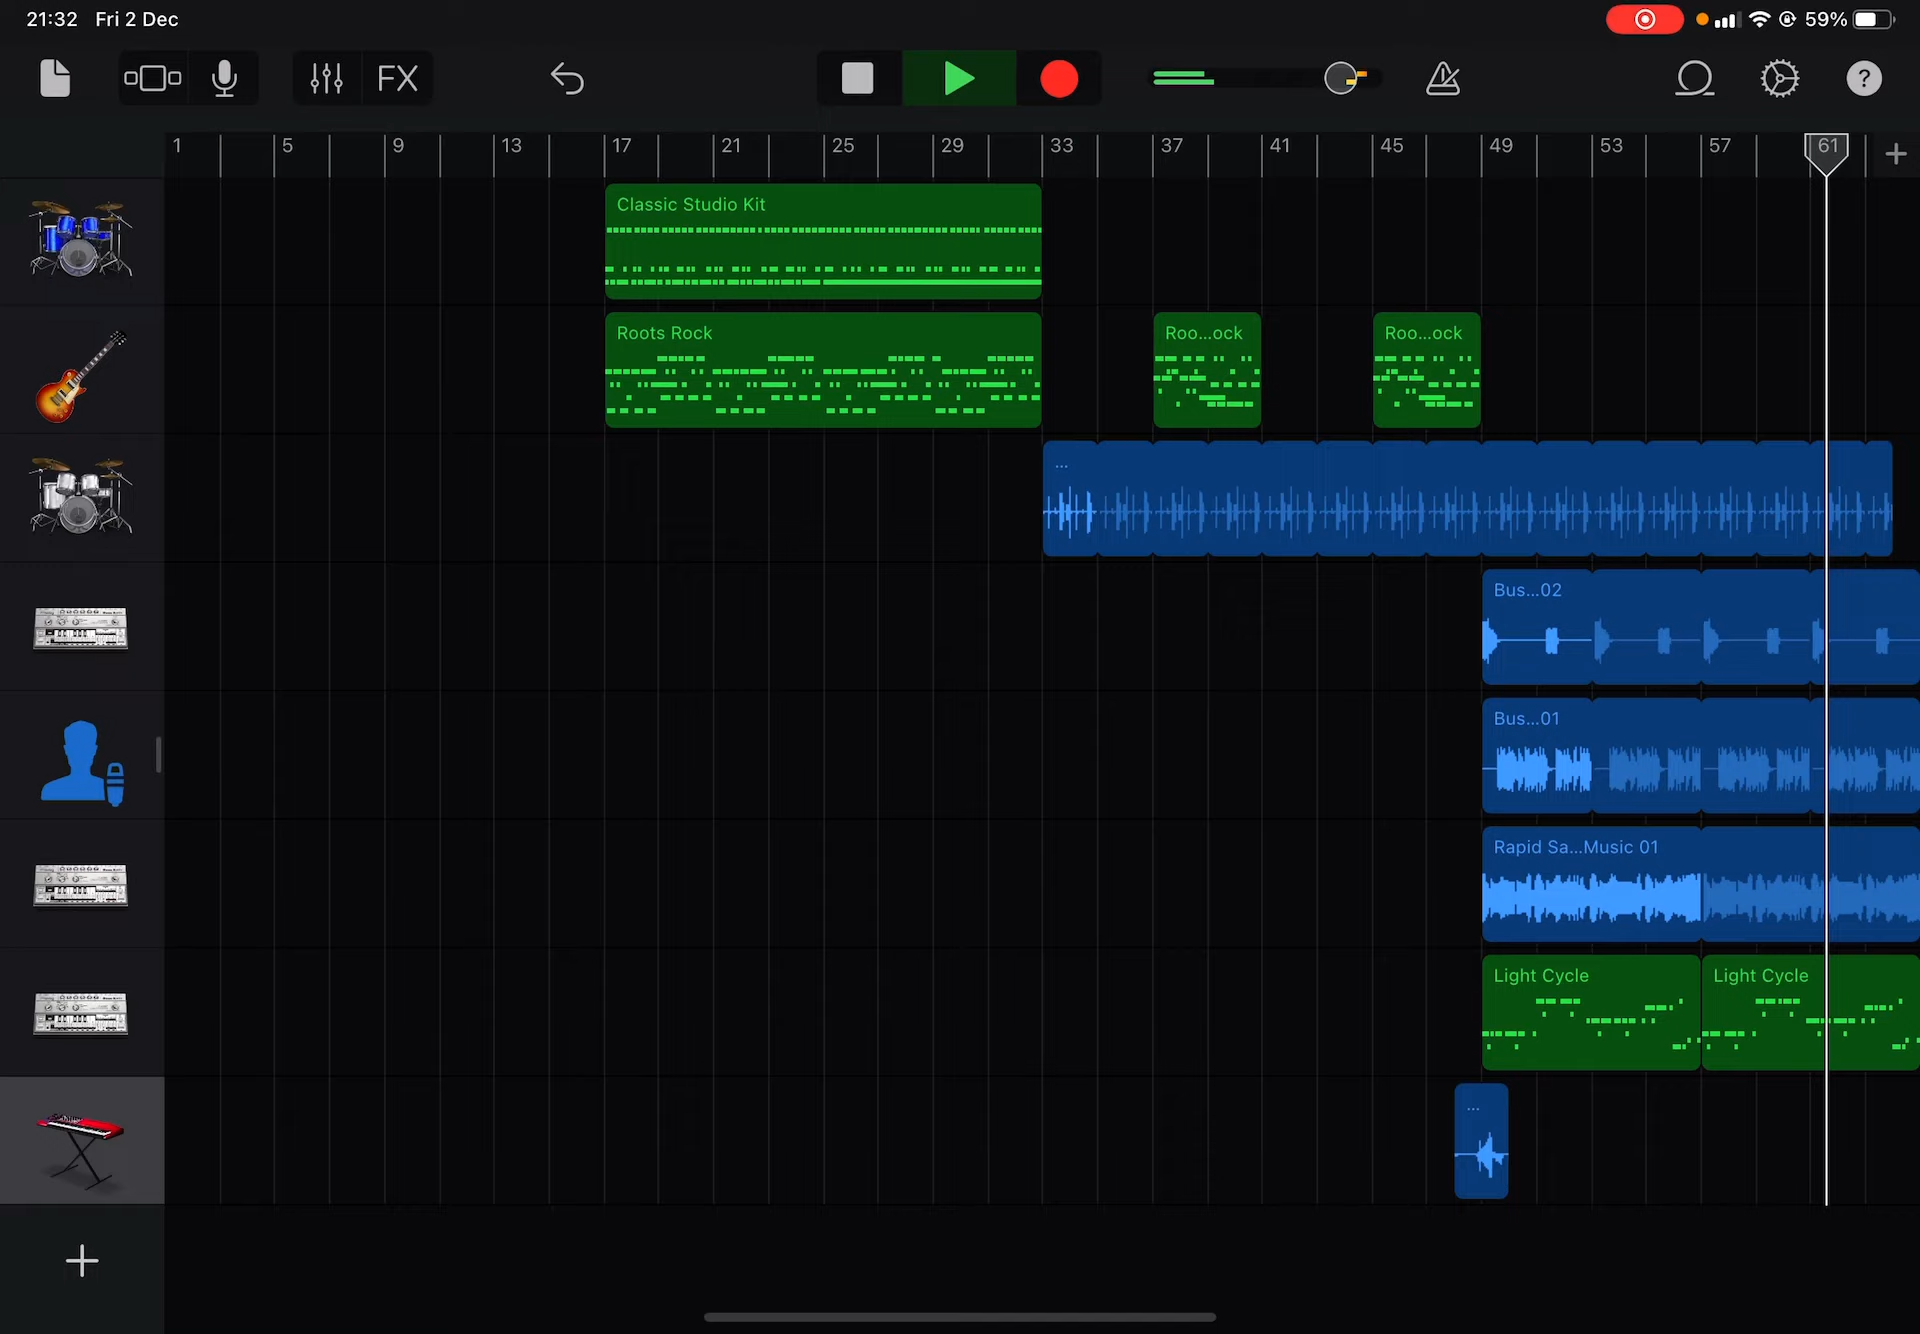 21:32 Fri 2 Dec
59%
FX
?
1 5 9 13 17 21 25 29 33 37 41 45 49 53 57 61
Classic Studio Kit
Roots Rock
Roo...ock
Roo...ock
...
Bus...02
Bus...01
Rapid Sa...Music 01
Light Cycle
Light Cycle
...